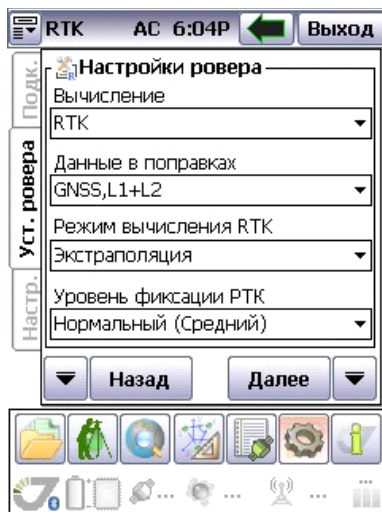 RTK AC 6:04P Выход
Подк.
Уст. ровера
Настр.
Настройки ровера
Вычисление
RTK
Данные в поправках
GNSS,L1+L2
Режим вычисления RTK
Экстраполяция
Уровень фиксации РТК
Нормальный (Средний)
Назад Далее
... ... ...